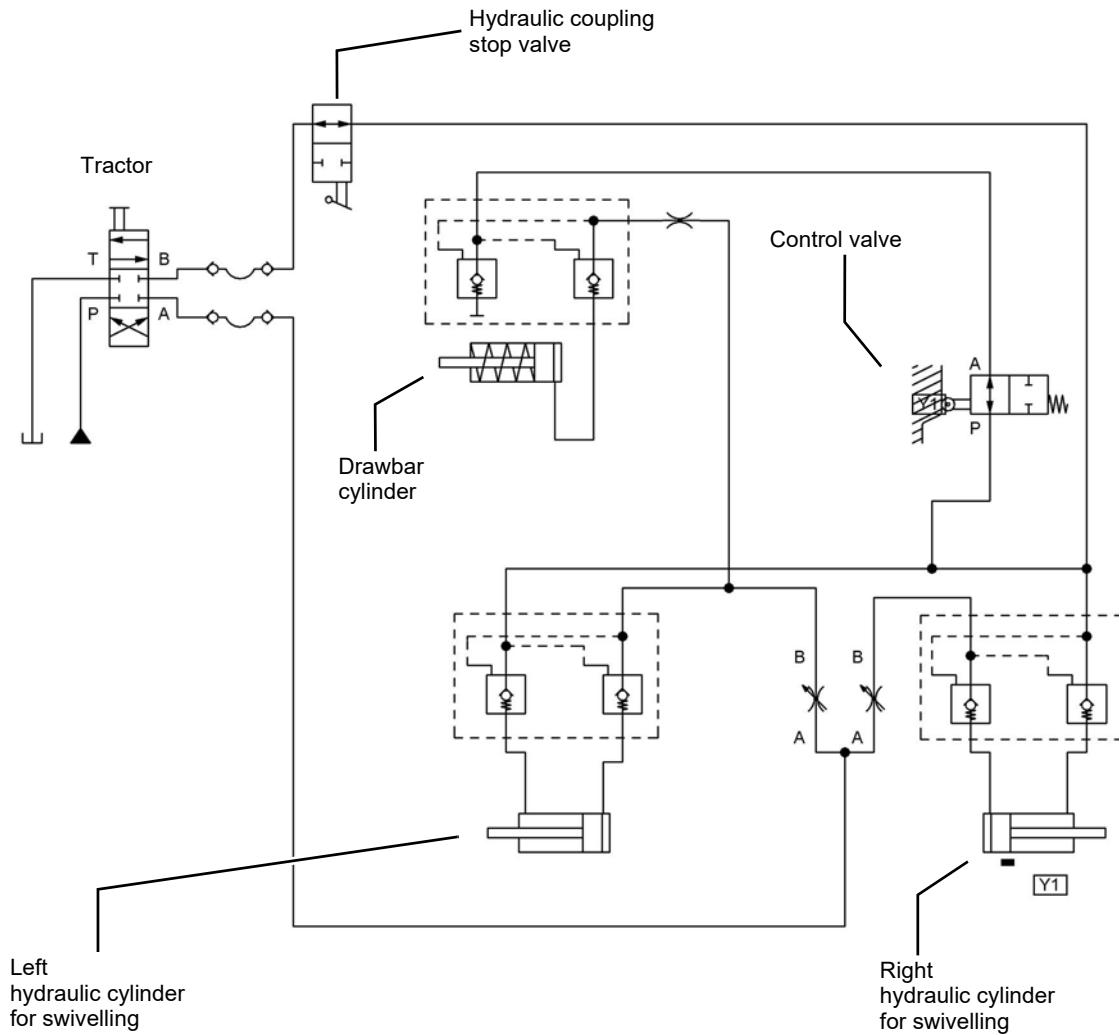 Hydraulic coupling
stop valve
Tractor
T
B
P
A
Control valve
A
Y1
P
Drawbar
cylinder
B
B
A
A
Y1
Left
hydraulic cylinder
for swivelling
Right
hydraulic cylinder
for swivelling